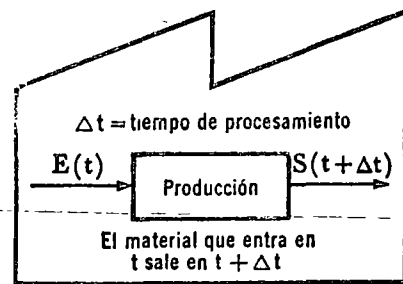 Δt = tiempo de procesamiento
E(t)
S(t+Δt)
Producción
El material que entra en
t sale en t + Δt